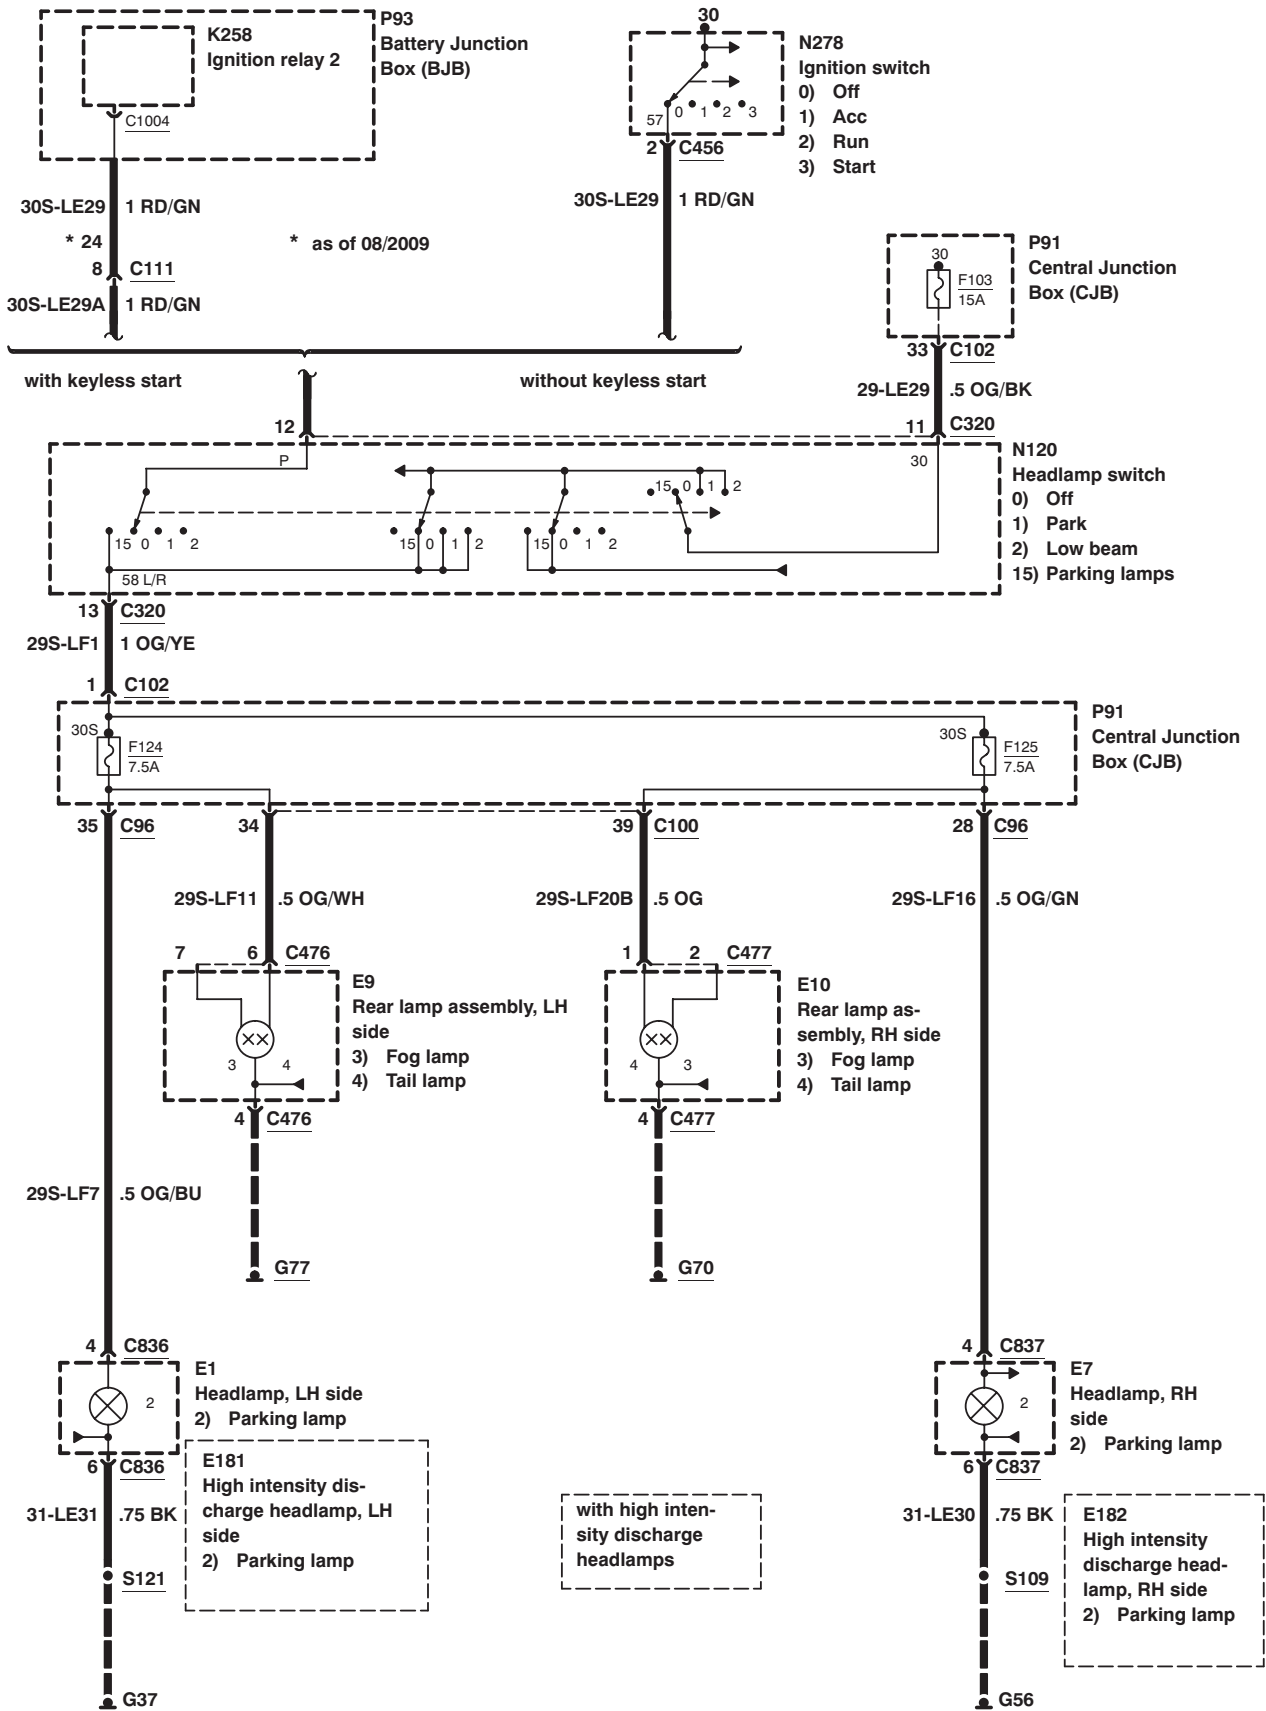 P93
Battery Junction
Box (BJB)
K258
Ignition relay 2
C1004
30
N278
Ignition switch
0) Off
1) Acc
2) Run
3) Start
57
0 1 2 3
2 C456
30S-LE29 1 RD/GN
30S-LE29 1 RD/GN
* 24
* as of 08/2009
8 C111
30S-LE29A 1 RD/GN
P91
Central Junction
Box (CJB)
30
F103
15A
33 C102
29-LE29 .5 OG/BK
with keyless start
without keyless start
12
11 C320
N120
Headlamp switch
0) Off
1) Park
2) Low beam
15) Parking lamps
P
30
15 0 1 2
15 0 1 2
15 0 1 2
15 0 1 2
58 L/R
13 C320
29S-LF1 1 OG/YE
1 C102
P91
Central Junction
Box (CJB)
30S
F124
7.5A
30S
F125
7.5A
35 C96
34
39 C100
28 C96
29S-LF11 .5 OG/WH
29S-LF20B .5 OG
29S-LF16 .5 OG/GN
7 6 C476
1 2 C477
E9
Rear lamp assembly, LH
side
3) Fog lamp
4) Tail lamp
3 4
E10
Rear lamp as-
sembly, RH side
3) Fog lamp
4) Tail lamp
4 3
4 C476
4 C477
29S-LF7 .5 OG/BU
G77
G70
4 C836
4 C837
E1
Headlamp, LH side
2) Parking lamp
2
E7
Headlamp, RH
side
2) Parking lamp
2
6 C836
6 C837
E181
High intensity dis-
charge headlamp, LH
side
2) Parking lamp
with high inten-
sity discharge
headlamps
31-LE31 .75 BK
31-LE30 .75 BK
E182
High intensity
discharge head-
lamp, RH side
2) Parking lamp
S121
S109
G37
G56